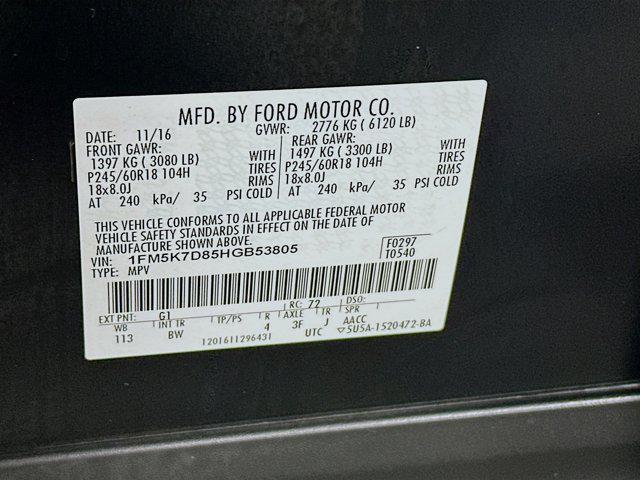 MFD. BY FORD MOTOR CO.
DATE: 11/16 GVWR: 2776 KG ( 6120 LB)
FRONT GAWR: REAR GAWR:
1397 KG ( 3080 LB) WITH 1497 KG ( 3300 LB) WITH
P245/60R18 104H TIRES P245/60R18 104H TIRES
18x8.0J RIMS 18x8.0J RIMS
AT 240 kPa/ 35 PSI COLD AT 240 kPa/ 35 PSI COLD
THIS VEHICLE CONFORMS TO ALL APPLICABLE FEDERAL MOTOR
VEHICLE SAFETY STANDARDS IN EFFECT ON THE DATE OF
MANUFACTURE SHOWN ABOVE.
VIN: 1FM5K7D85HGB53805 F0297
TYPE: MPV T0540
EXT PNT: G1 RC: 72 DSO:
WB INT TR TP/PS R AXLE TR SPR
113 BW 4 3F J AACC
1201611296431 UTC ▽5U5A-1520472-BA